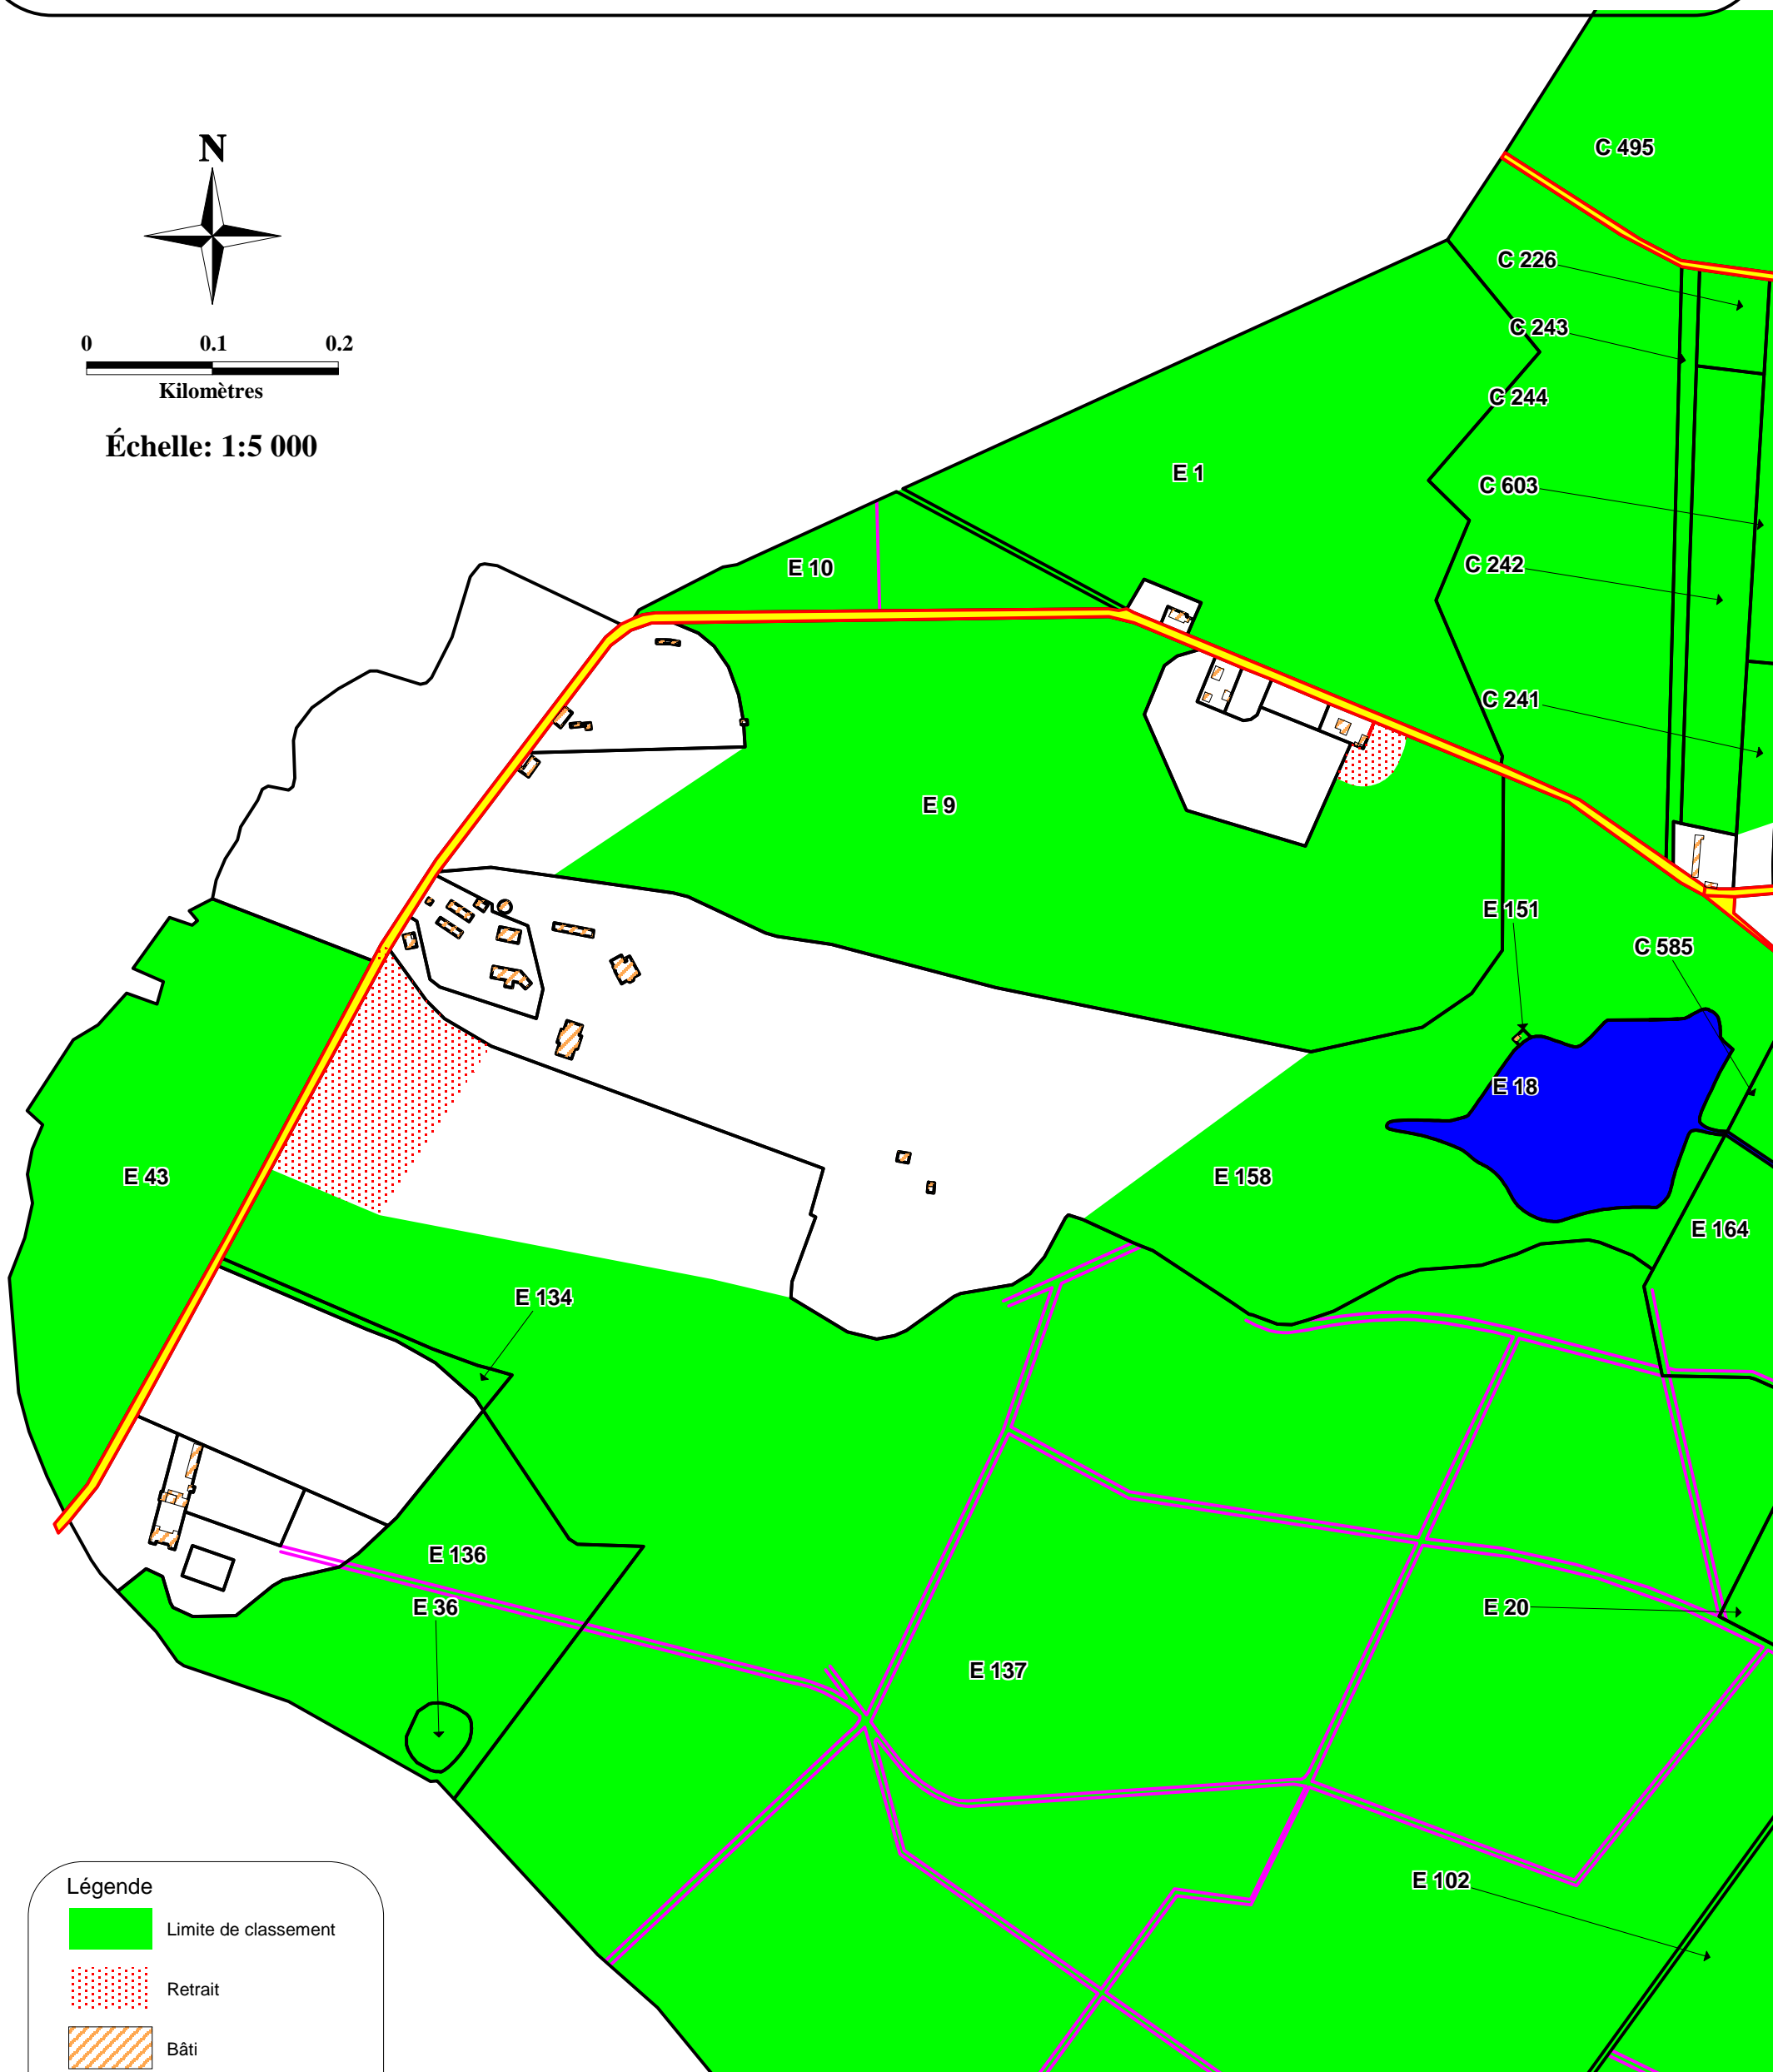 N
0 0.1 0.2
Kilomètres
Échelle: 1:5 000
C 495
C 226
C 243
C 244
E 1
C 603
E 10
C 242
C 241
E 9
E 151
C 585
E 18
E 43
E 158
E 164
E 134
E 136
E 36
E 20
E 137
E 102
Légende
Limite de classement
Retrait
Bâti